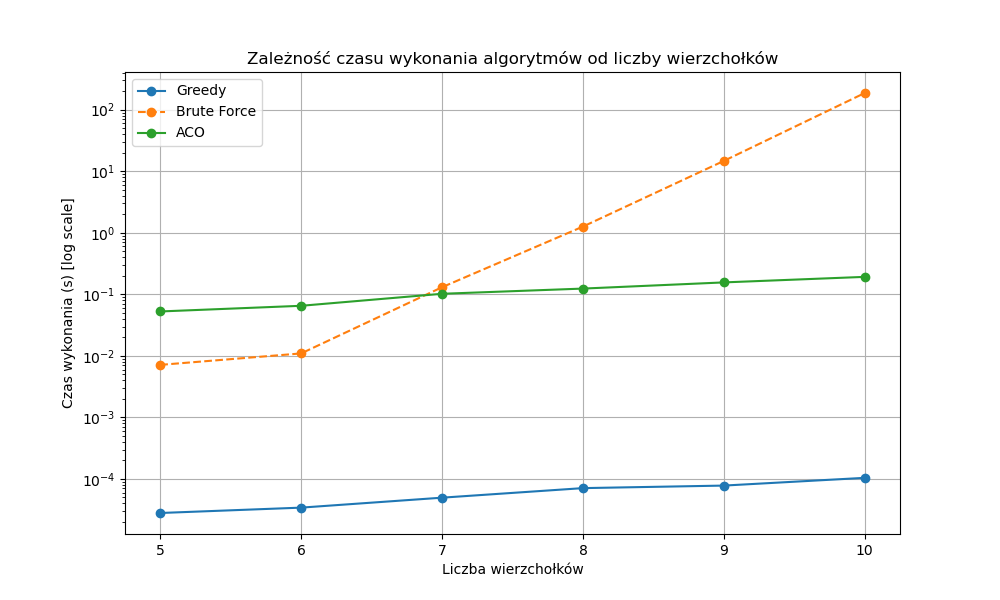 Zależność czasu wykonania algorytmów od liczby wierzchołków
Greedy
Brute Force
ACO
Czas wykonania (s) [log scale]
10²
10¹
10⁰
10⁻¹
10⁻²
10⁻³
10⁻⁴
5 6 7 8 9 10
Liczba wierzchołków